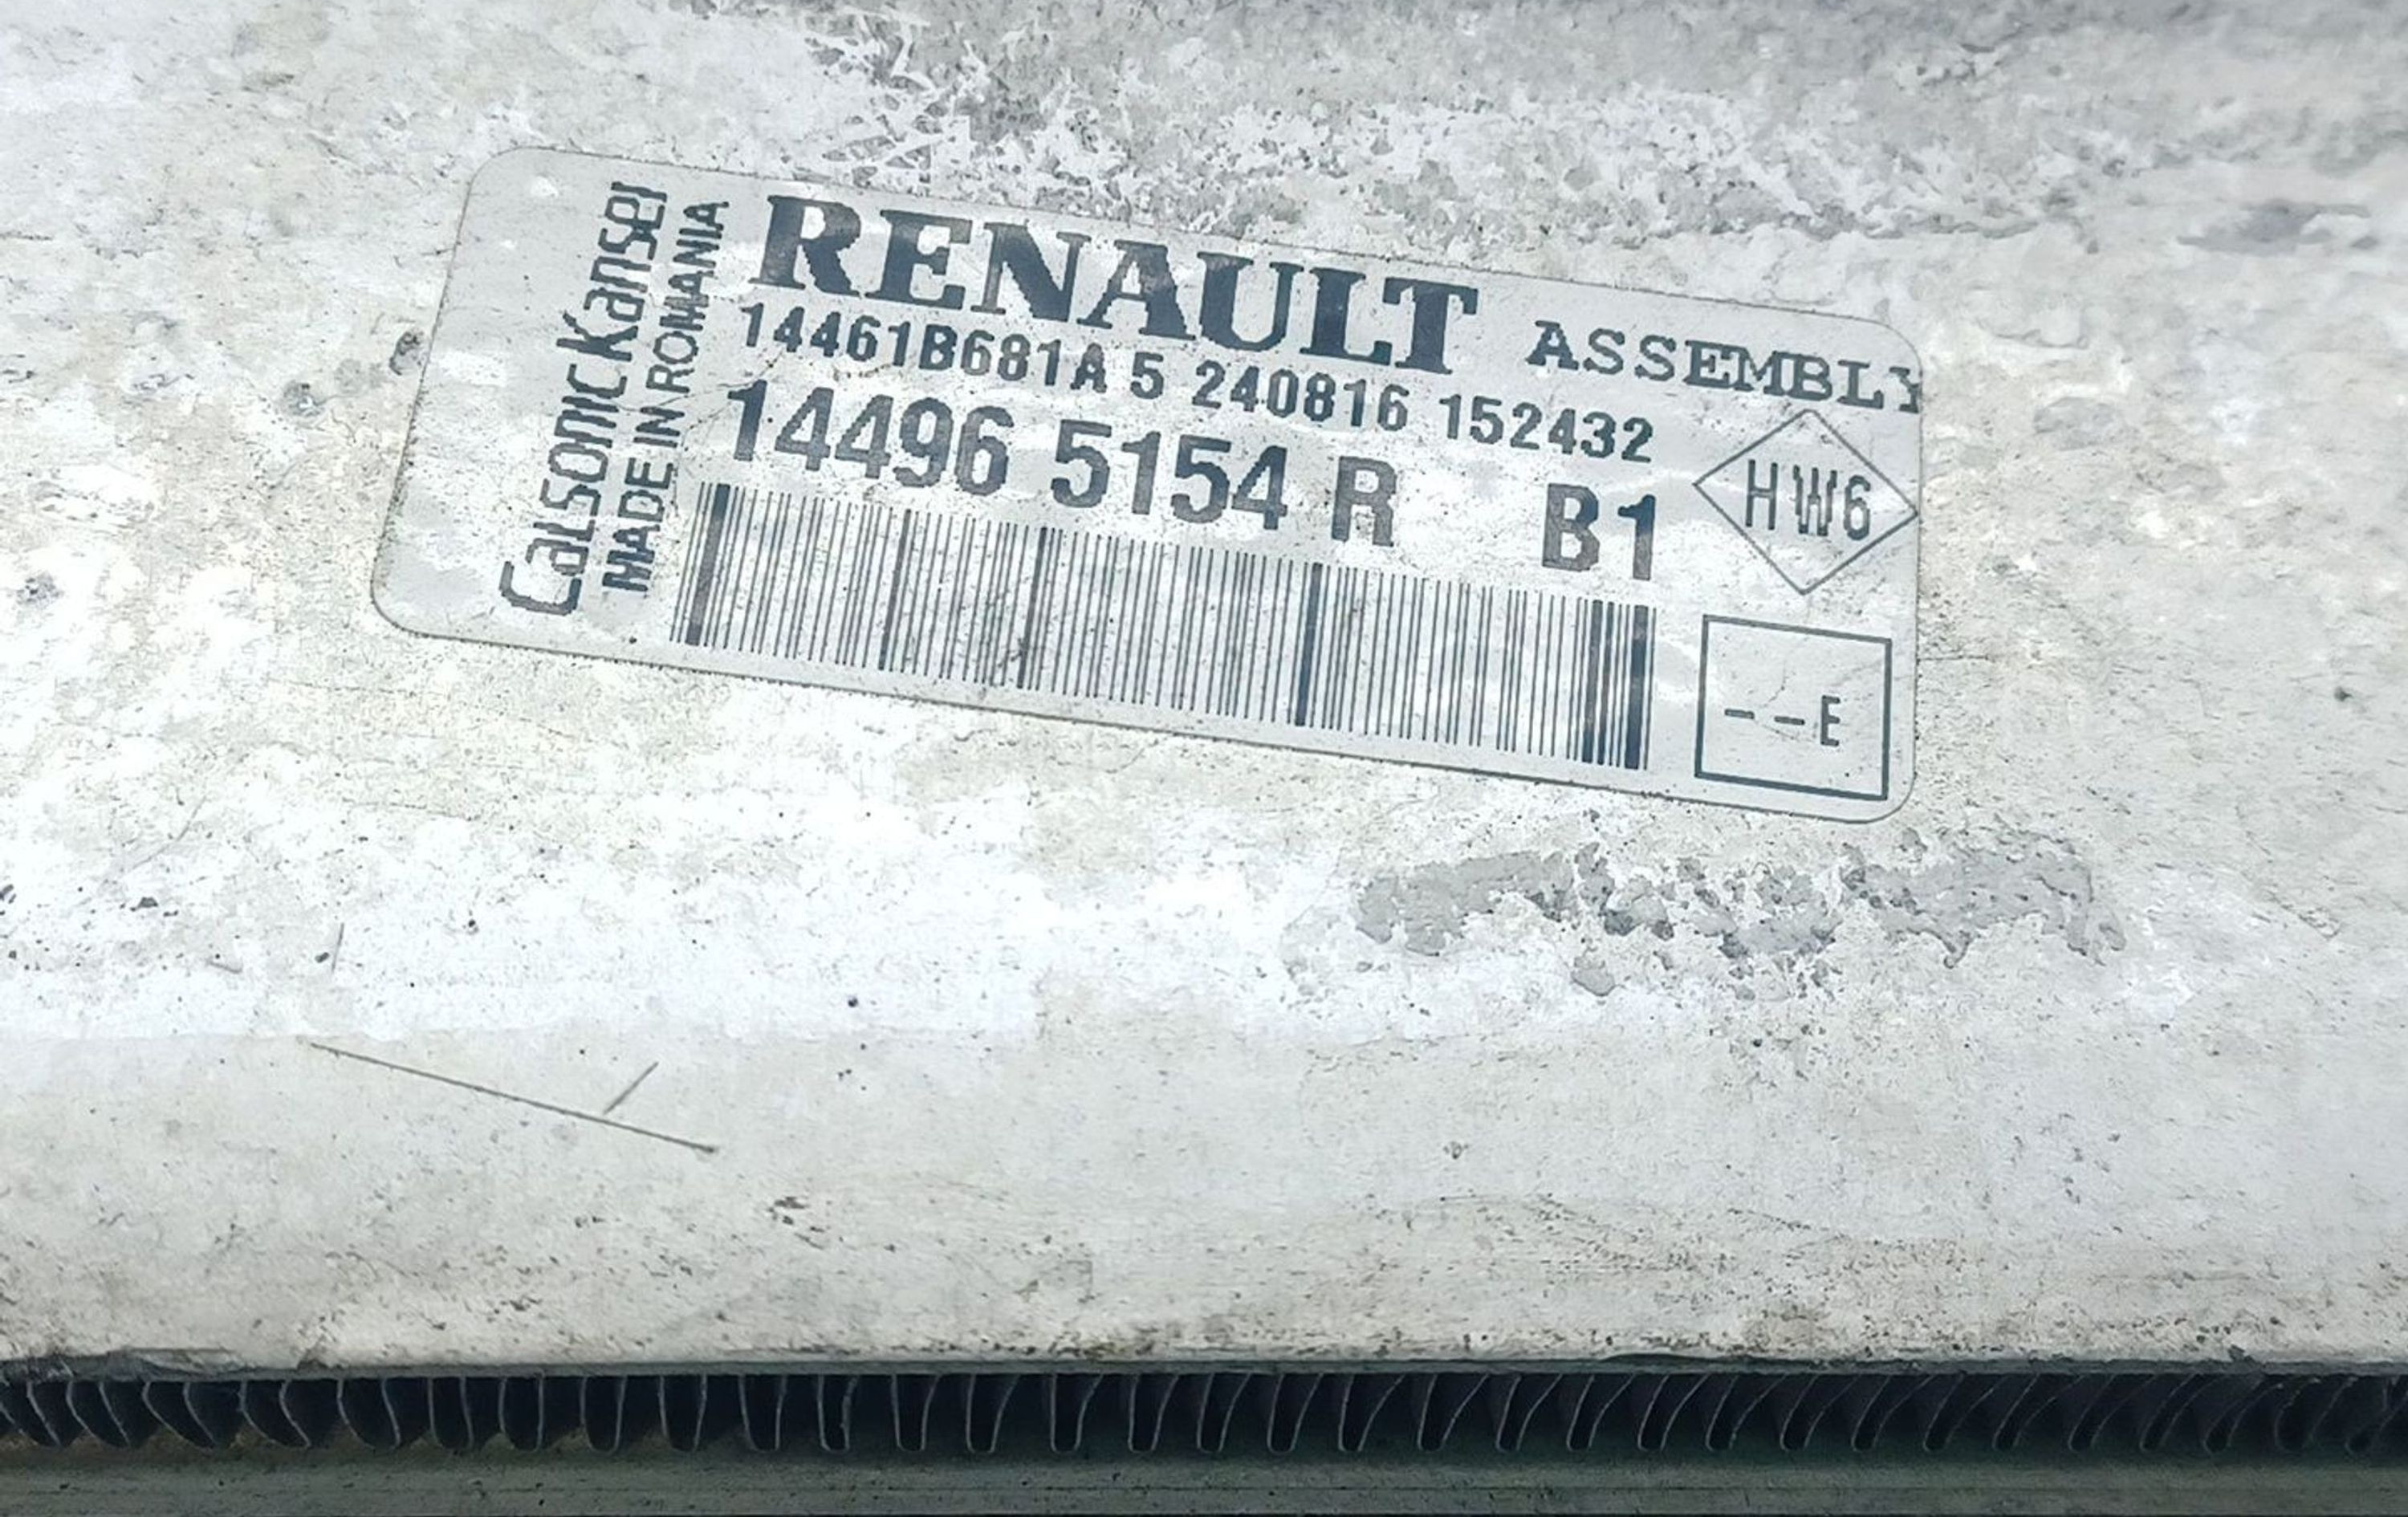 CalsonicKansei
MADE IN ROMANIA
RENAULT ASSEMBLY
14461B681A 5 240816 152432
14496 5154 R B1
HW6
--E